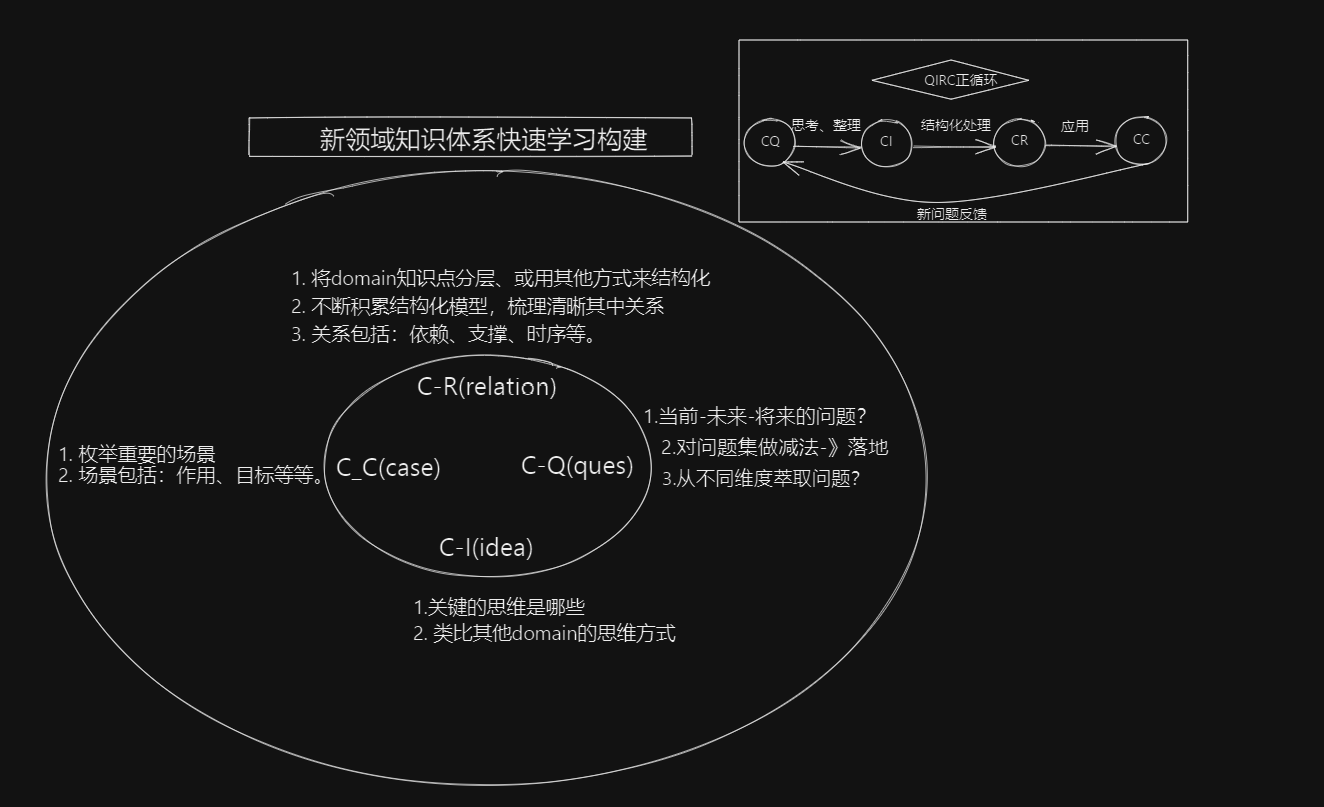 QIRC正循环
思考、整理
结构化处理
应用
CQ
CI
CR
CC
新问题反馈
新领域知识体系快速学习构建
1. 将domain知识点分层、或用其他方式来结构化
2. 不断积累结构化模型，梳理清晰其中关系
3. 关系包括：依赖、支撑、时序等。
C-R(relation)
1.当前-未来-将来的问题？
2.对问题集做减法-》落地
3.从不同维度萃取问题？
1. 枚举重要的场景
2. 场景包括：作用、目标等等。
C_C(case)
C-Q(ques)
C-I(idea)
1.关键的思维是哪些
2. 类比其他domain的思维方式